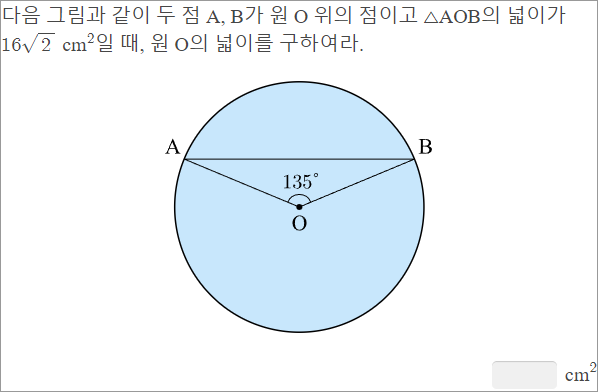 다음 그림과 같이 두 점 A, B가 원 O 위의 점이고 △AOB의 넓이가
16√2 cm²일 때, 원 O의 넓이를 구하여라.
A
B
135°
O
cm²